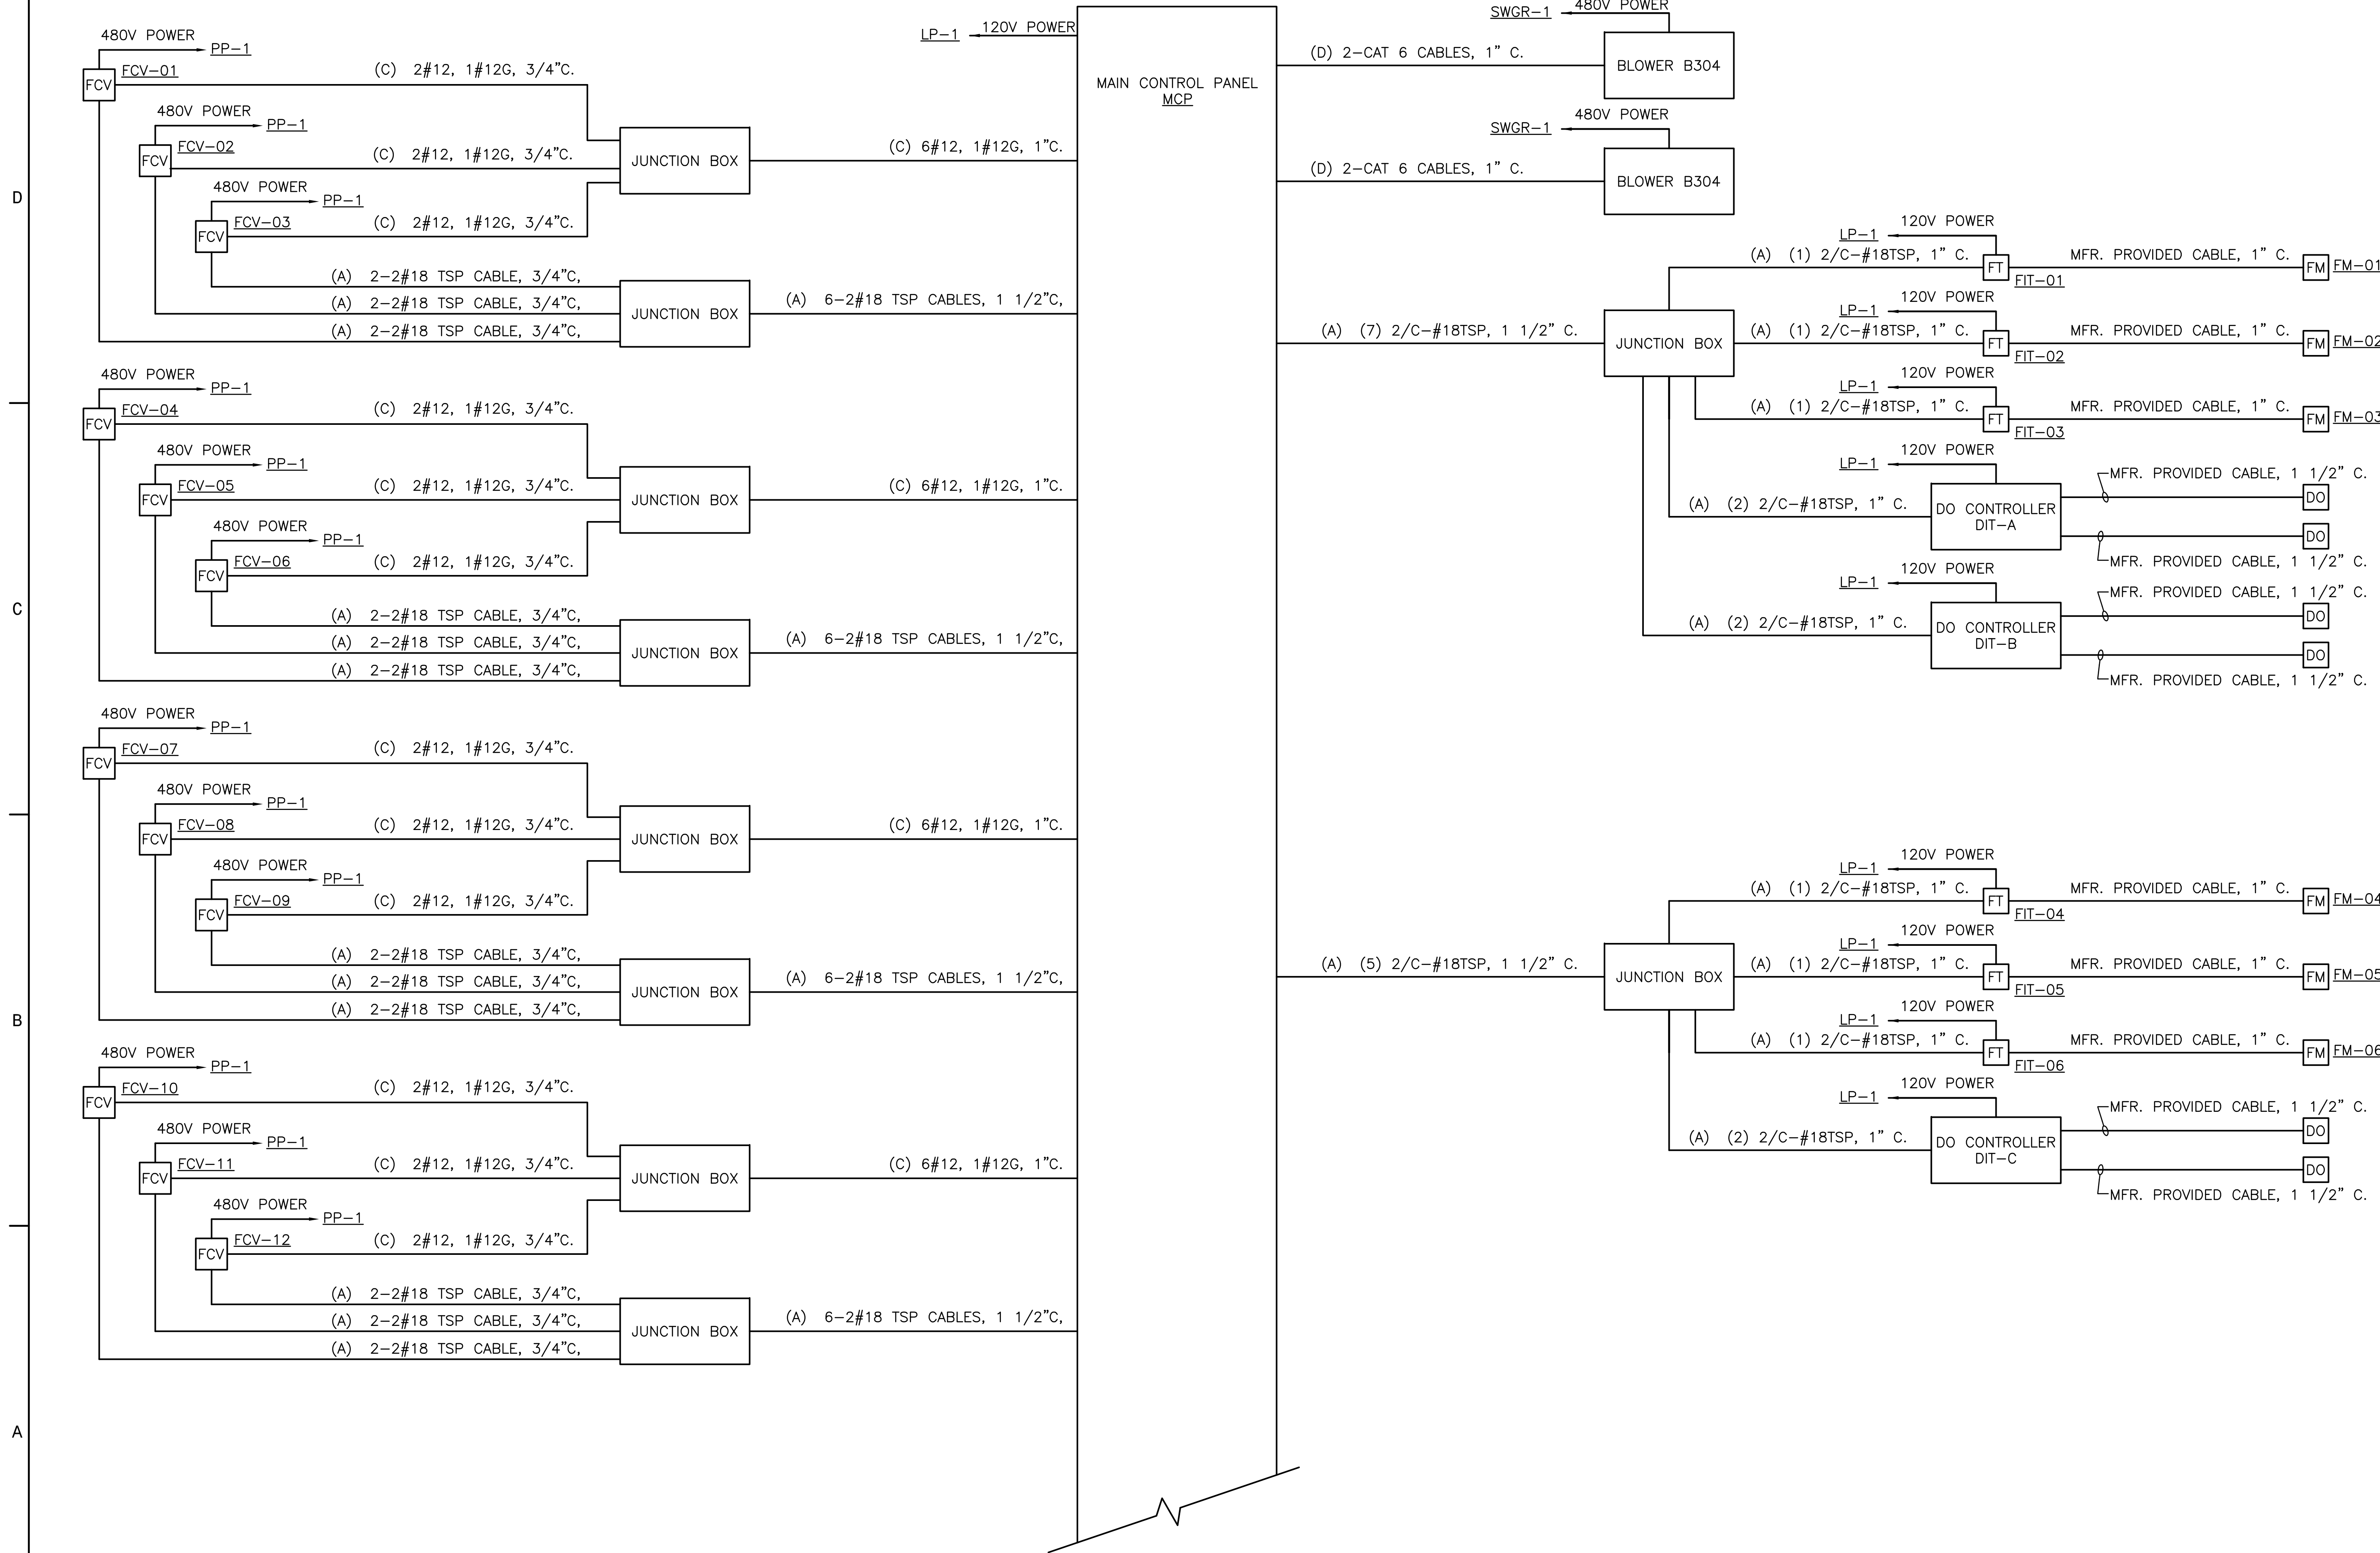 480V POWER
PP-1
FCV-01
FCV
(C) 2#12, 1#12G, 3/4"C.
480V POWER
PP-1
FCV-02
FCV
(C) 2#12, 1#12G, 3/4"C.
480V POWER
PP-1
FCV-03
FCV
(C) 2#12, 1#12G, 3/4"C.
JUNCTION BOX
(C) 6#12, 1#12G, 1"C.
(A) 2-2#18 TSP CABLE, 3/4"C,
(A) 2-2#18 TSP CABLE, 3/4"C,
(A) 2-2#18 TSP CABLE, 3/4"C,
JUNCTION BOX
(A) 6-2#18 TSP CABLES, 1 1/2"C,
480V POWER
PP-1
FCV-04
FCV
(C) 2#12, 1#12G, 3/4"C.
480V POWER
PP-1
FCV-05
FCV
(C) 2#12, 1#12G, 3/4"C.
480V POWER
PP-1
FCV-06
FCV
(C) 2#12, 1#12G, 3/4"C.
JUNCTION BOX
(C) 6#12, 1#12G, 1"C.
(A) 2-2#18 TSP CABLE, 3/4"C,
(A) 2-2#18 TSP CABLE, 3/4"C,
(A) 2-2#18 TSP CABLE, 3/4"C,
JUNCTION BOX
(A) 6-2#18 TSP CABLES, 1 1/2"C,
480V POWER
PP-1
FCV-07
FCV
(C) 2#12, 1#12G, 3/4"C.
480V POWER
PP-1
FCV-08
FCV
(C) 2#12, 1#12G, 3/4"C.
480V POWER
PP-1
FCV-09
FCV
(C) 2#12, 1#12G, 3/4"C.
JUNCTION BOX
(C) 6#12, 1#12G, 1"C.
(A) 2-2#18 TSP CABLE, 3/4"C,
(A) 2-2#18 TSP CABLE, 3/4"C,
(A) 2-2#18 TSP CABLE, 3/4"C,
JUNCTION BOX
(A) 6-2#18 TSP CABLES, 1 1/2"C,
480V POWER
PP-1
FCV-10
FCV
(C) 2#12, 1#12G, 3/4"C.
480V POWER
PP-1
FCV-11
FCV
(C) 2#12, 1#12G, 3/4"C.
480V POWER
PP-1
FCV-12
FCV
(C) 2#12, 1#12G, 3/4"C.
JUNCTION BOX
(C) 6#12, 1#12G, 1"C.
(A) 2-2#18 TSP CABLE, 3/4"C,
(A) 2-2#18 TSP CABLE, 3/4"C,
(A) 2-2#18 TSP CABLE, 3/4"C,
JUNCTION BOX
(A) 6-2#18 TSP CABLES, 1 1/2"C,
D
C
B
A
LP-1
120V POWER
MAIN CONTROL PANEL
MCP
SWGR-1
480V POWER
(D) 2-CAT 6 CABLES, 1" C.
BLOWER B304
SWGR-1
480V POWER
(D) 2-CAT 6 CABLES, 1" C.
BLOWER B304
(A) (7) 2/C-#18TSP, 1 1/2" C.
JUNCTION BOX
120V POWER
LP-1
(A) (1) 2/C-#18TSP, 1" C.
FT
FIT-01
MFR. PROVIDED CABLE, 1" C.
FM
FM-01
120V POWER
LP-1
(A) (1) 2/C-#18TSP, 1" C.
FT
FIT-02
MFR. PROVIDED CABLE, 1" C.
FM
FM-02
120V POWER
LP-1
(A) (1) 2/C-#18TSP, 1" C.
FT
FIT-03
MFR. PROVIDED CABLE, 1" C.
FM
FM-03
120V POWER
LP-1
(A) (2) 2/C-#18TSP, 1" C.
DO CONTROLLER
DIT-A
MFR. PROVIDED CABLE, 1 1/2" C.
DO
DO
MFR. PROVIDED CABLE, 1 1/2" C.
120V POWER
LP-1
(A) (2) 2/C-#18TSP, 1" C.
DO CONTROLLER
DIT-B
MFR. PROVIDED CABLE, 1 1/2" C.
DO
DO
MFR. PROVIDED CABLE, 1 1/2" C.
(A) (5) 2/C-#18TSP, 1 1/2" C.
JUNCTION BOX
120V POWER
LP-1
(A) (1) 2/C-#18TSP, 1" C.
FT
FIT-04
MFR. PROVIDED CABLE, 1" C.
FM
FM-04
120V POWER
LP-1
(A) (1) 2/C-#18TSP, 1" C.
FT
FIT-05
MFR. PROVIDED CABLE, 1" C.
FM
FM-05
120V POWER
LP-1
(A) (1) 2/C-#18TSP, 1" C.
FT
FIT-06
MFR. PROVIDED CABLE, 1" C.
FM
FM-06
120V POWER
LP-1
(A) (2) 2/C-#18TSP, 1" C.
DO CONTROLLER
DIT-C
MFR. PROVIDED CABLE, 1 1/2" C.
DO
DO
MFR. PROVIDED CABLE, 1 1/2" C.